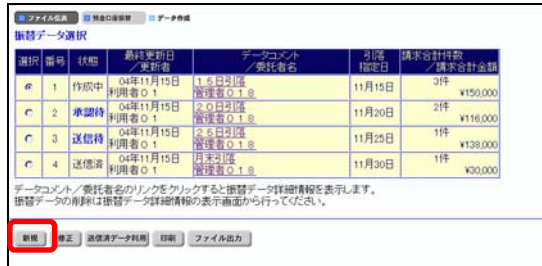 ファイル伝送 預金口座振替 データ作成
振替データ選択
選択 番号 状態 最終更新日／更新者 データコメント／委託者名 引落指定日 請求合計件数／請求合計金額
1 作成中 04年11月15日 利用者０１ １５日引落 管理者０１８ 11月15日 3件 ¥150,000
2 承認待 04年11月15日 利用者０１ ２０日引落 管理者０１８ 11月20日 2件 ¥116,000
3 送信待 04年11月15日 利用者０１ ２５日引落 管理者０１８ 11月25日 1件 ¥138,000
4 送信済 04年11月15日 利用者０１ 月末引落 管理者０１８ 11月30日 1件 ¥30,000
データコメント／委託者名のリンクをクリックすると振替データ詳細情報を表示します。
振替データの削除は振替データ詳細情報の表示画面から行ってください。
新規 修正 送信済データ利用 印刷 ファイル出力